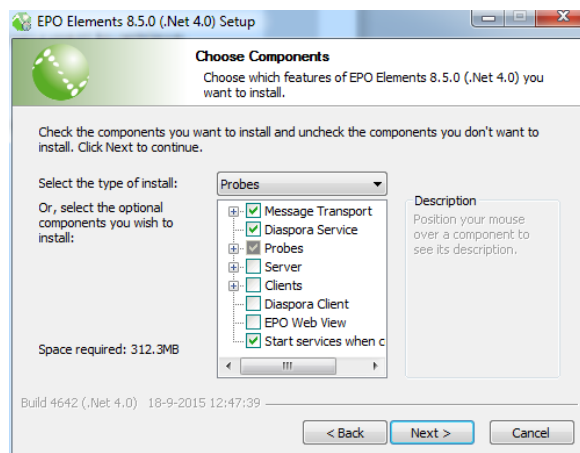 EPO Elements 8.5.0 (.Net 4.0) Setup
Choose Components
Choose which features of EPO Elements 8.5.0 (.Net 4.0) you
want to install.
Check the components you want to install and uncheck the components you don't want to
install. Click Next to continue.
Select the type of install:
Probes
Or, select the optional
components you wish to
install:
Message Transport
Diaspora Service
Probes
Server
Clients
Diaspora Client
EPO Web View
Start services when c
Description
Position your mouse
over a component to
see its description.
Space required: 312.3MB
Build 4642 (.Net 4.0) 18-9-2015 12:47:39
< Back
Next >
Cancel